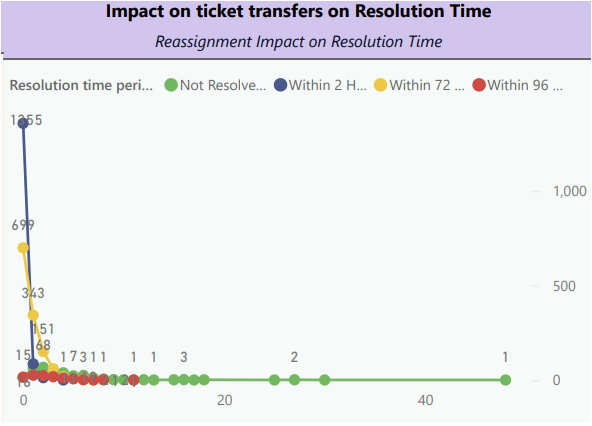 Impact on ticket transfers on Resolution Time
Reassignment Impact on Resolution Time
Resolution time peri... Not Resolve... Within 2 H... Within 72 ... Within 96 ...
1355
1,000
699
343
500
151
68
15 1 7 3 1 1 1 1 3 2 1
0
0 20 40